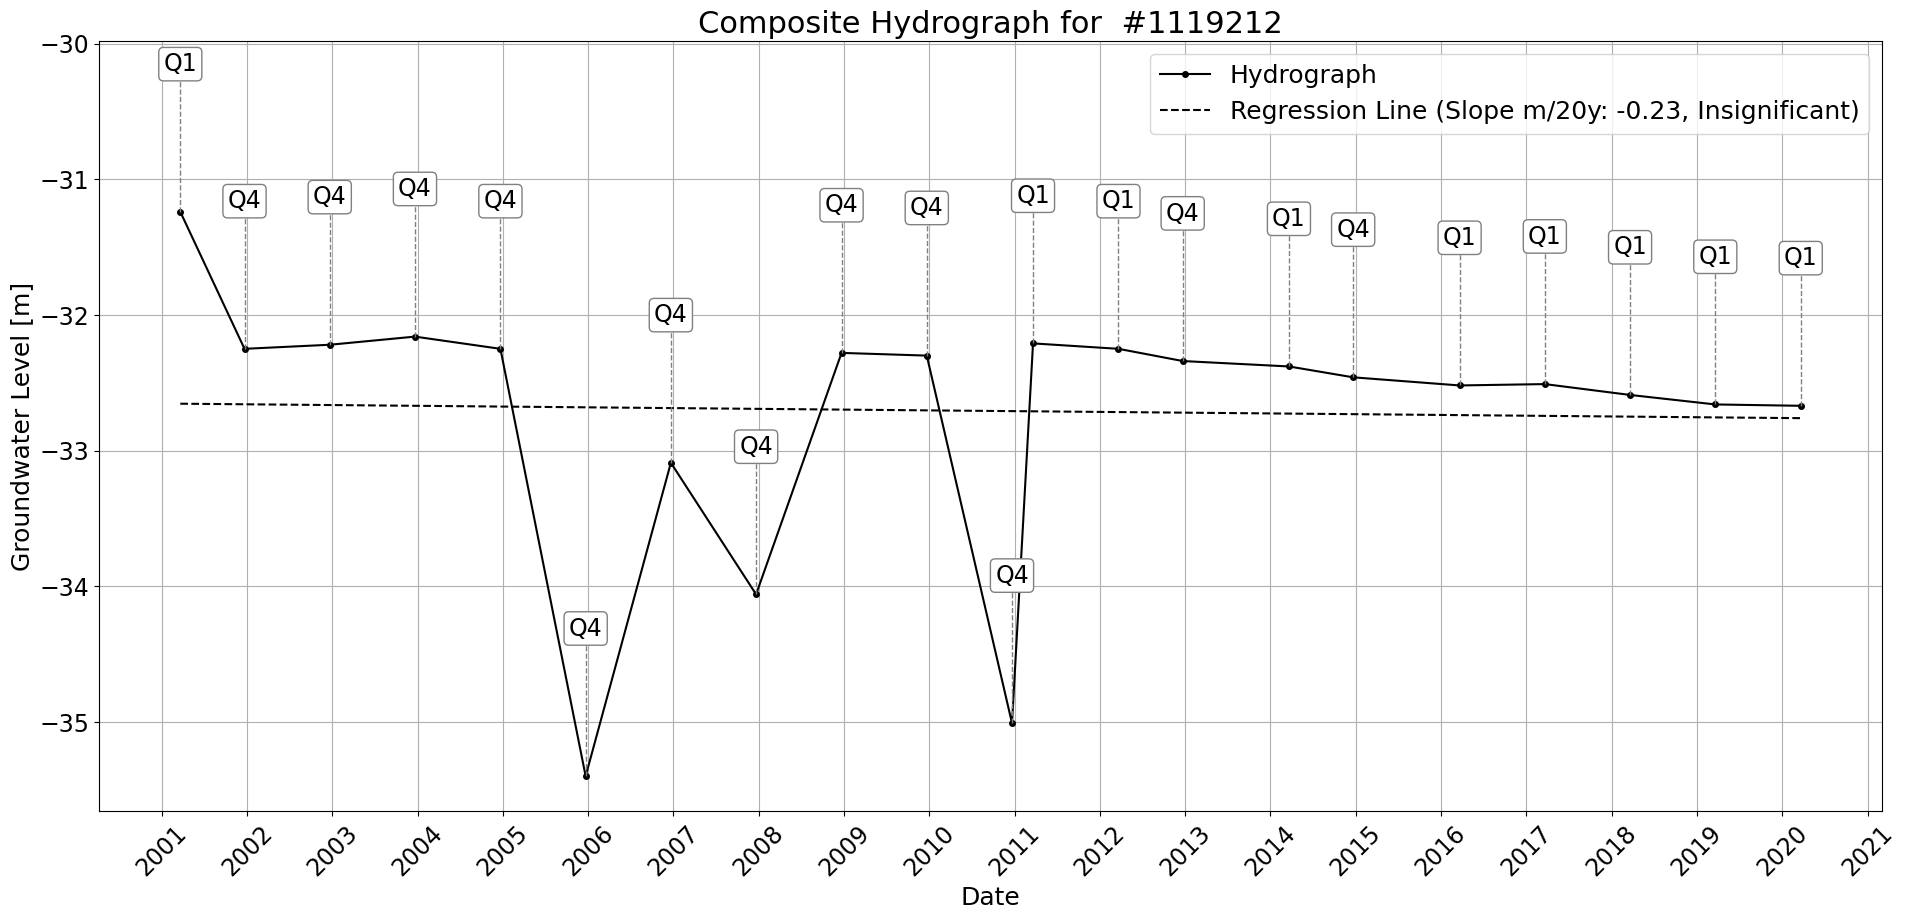 Composite Hydrograph for  #1119212
Hydrograph
Regression Line (Slope m/20y: -0.23, Insignificant)
Groundwater Level [m]
−30
−31
−32
−33
−34
−35
Q1
Q4
Q4
Q4
Q4
Q4
Q4
Q4
Q4
Q4
Q4
Q1
Q1
Q4
Q1
Q4
Q1
Q1
Q1
Q1
Q1
2001
2002
2003
2004
2005
2006
2007
2008
2009
2010
2011
2012
2013
2014
2015
2016
2017
2018
2019
2020
2021
Date